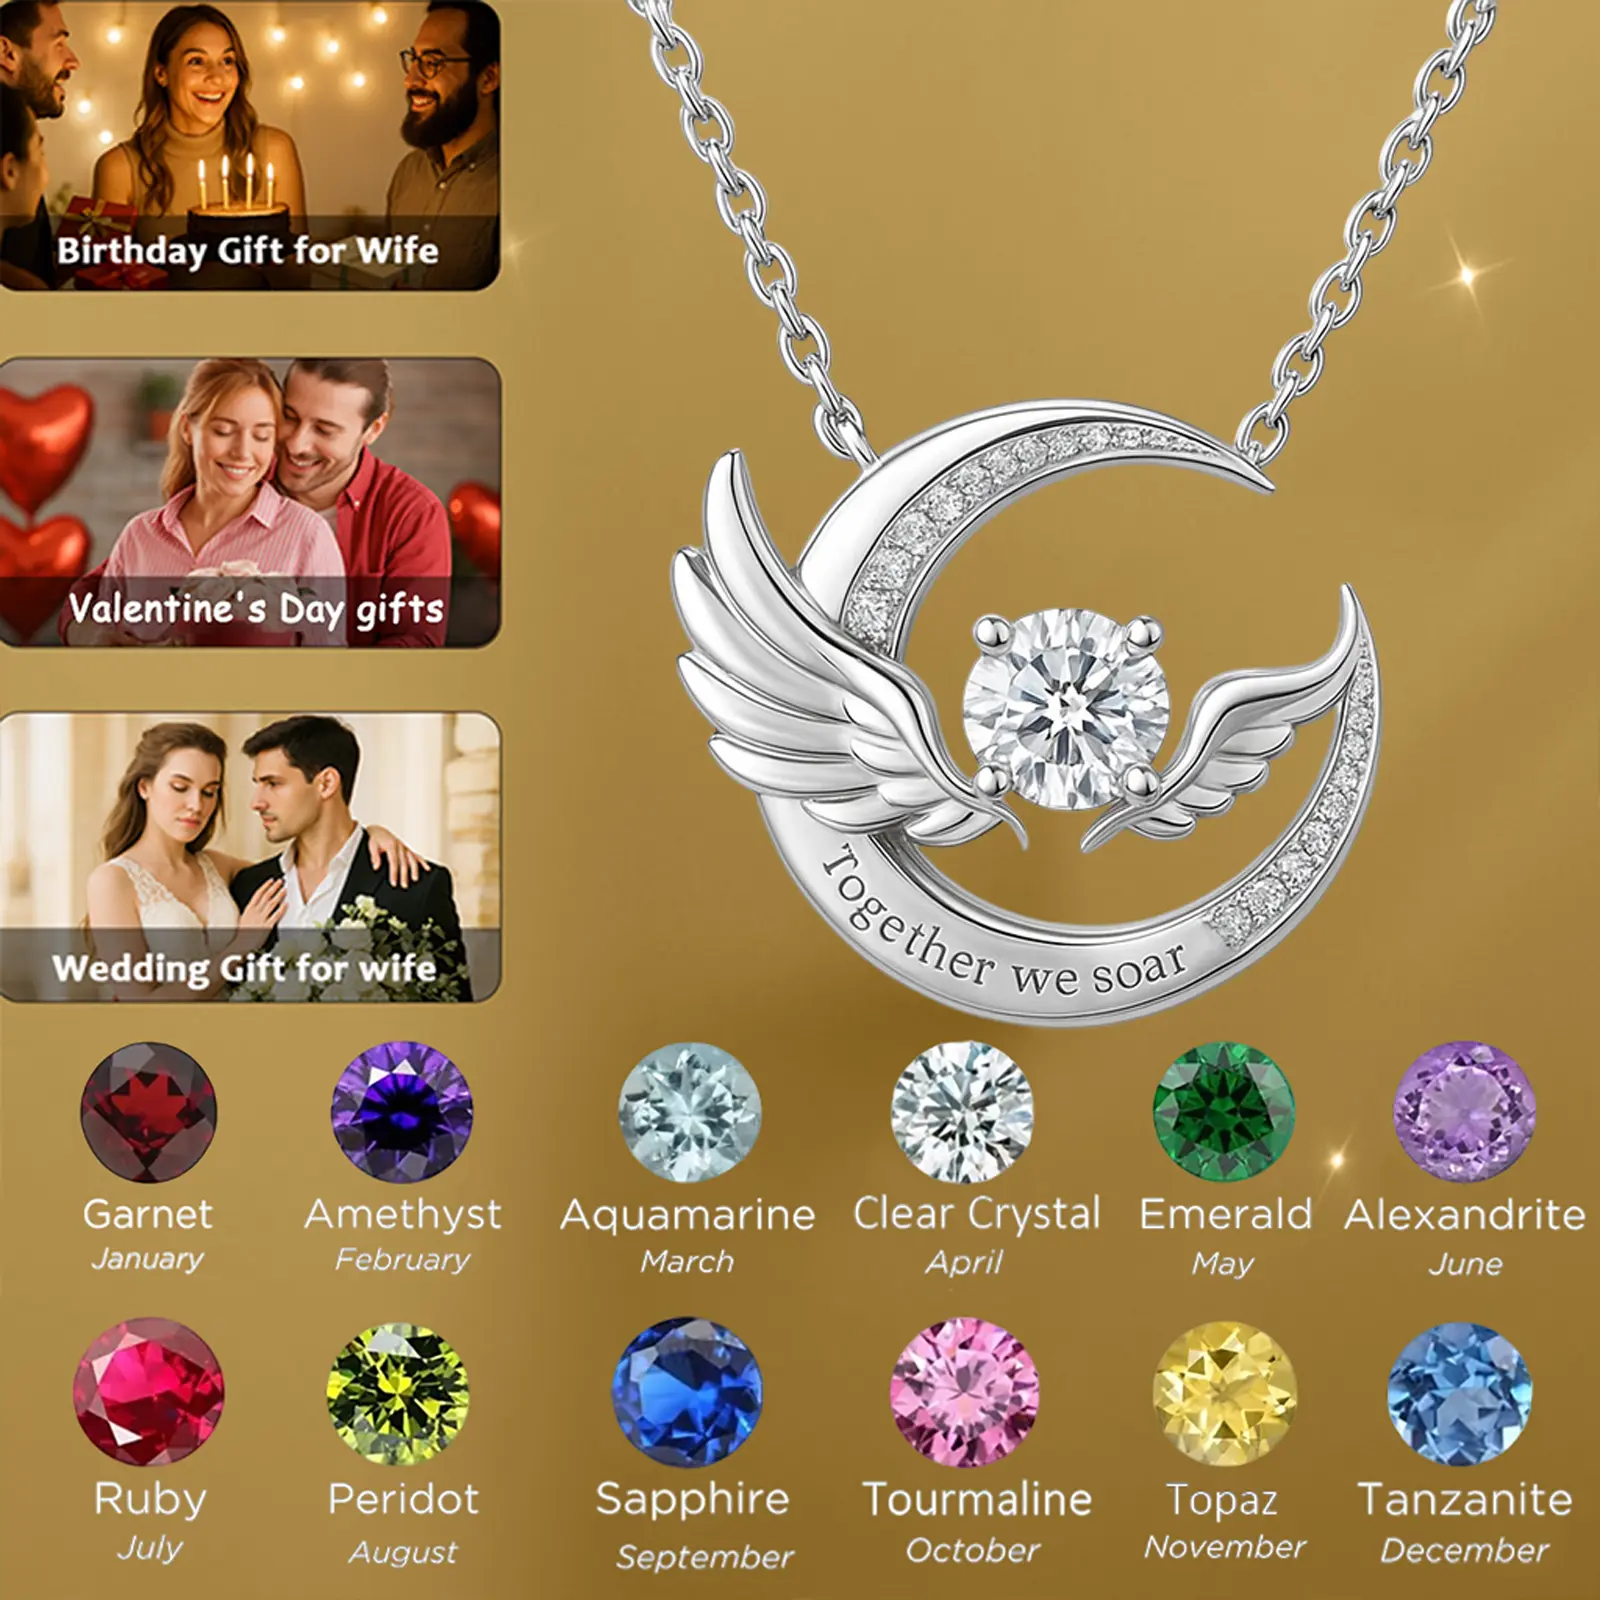 Birthday Gift for Wife
Valentine's Day gifts
Wedding Gift for wife
Together we soar
Garnet
January
Amethyst
February
Aquamarine
March
Clear Crystal
April
Emerald
May
Alexandrite
June
Ruby
July
Peridot
August
Sapphire
September
Tourmaline
October
Topaz
November
Tanzanite
December